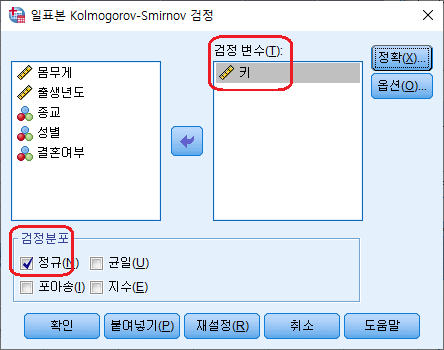 일표본 Kolmogorov-Smirnov 검정
검정 변수(T):
몸무게
출생년도
종교
성별
결혼여부
키
정확(X)...
옵션(O)...
검정분포
정규(N) 균일(U)
포아송(I) 지수(E)
확인 붙여넣기(P) 재설정(R) 취소 도움말